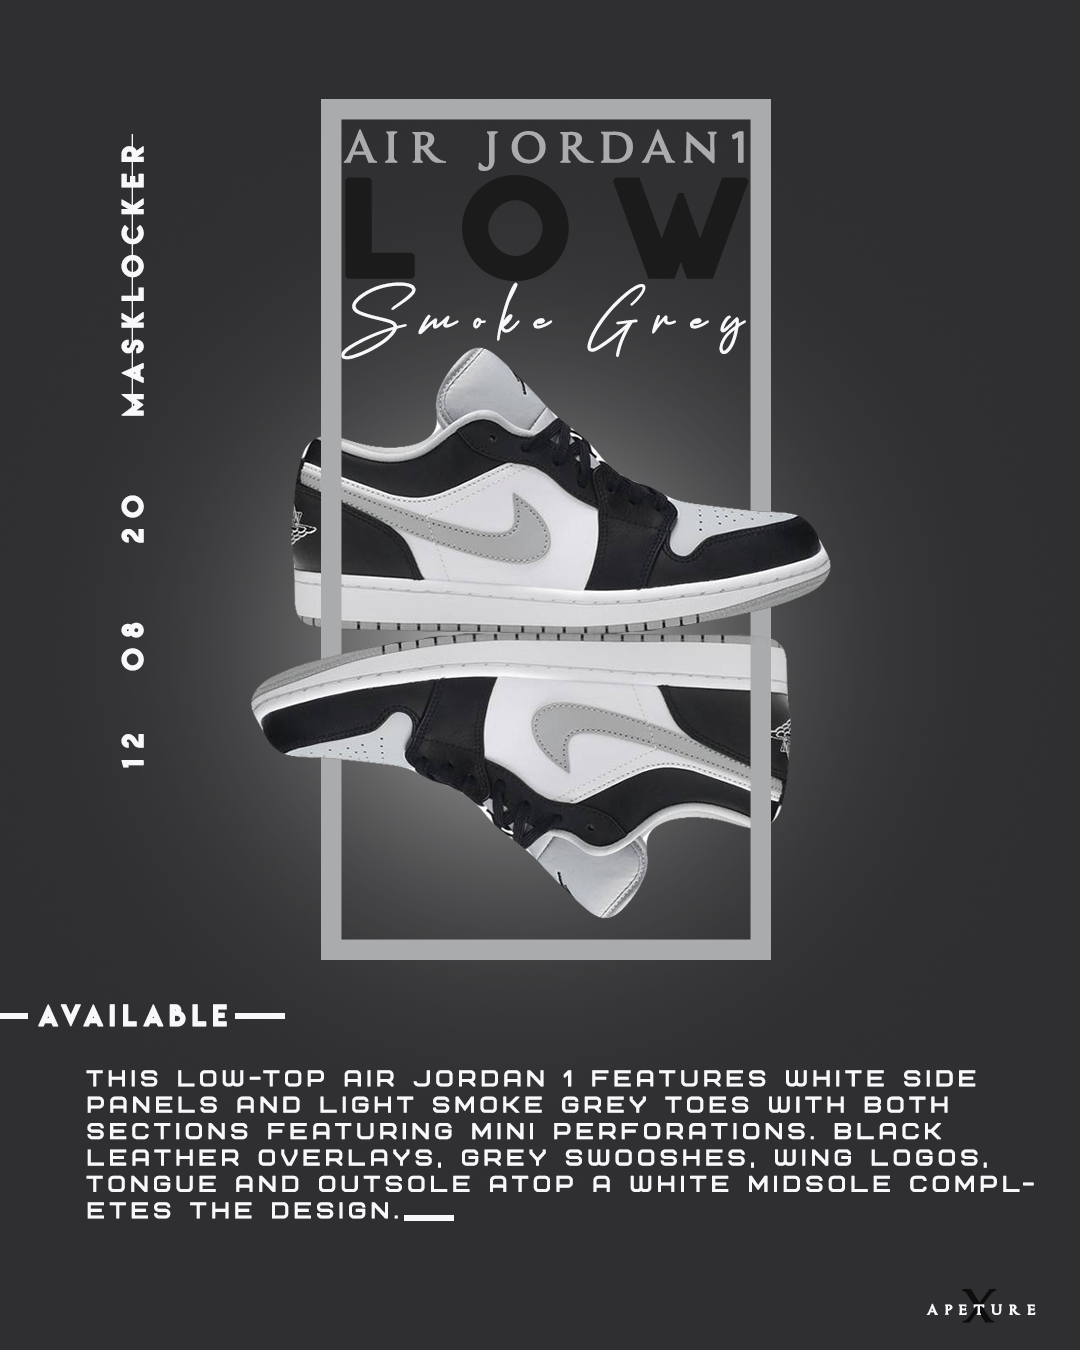 AIR JORDAN1
LOW
Smoke Grey
MASKLOCKER
12 08 20
AVAILABLE
THIS LOW-TOP AIR JORDAN 1 FEATURES WHITE SIDE
PANELS AND LIGHT SMOKE GREY TOES WITH BOTH
SECTIONS FEATURING MINI PERFORATIONS. BLACK
LEATHER OVERLAYS, GREY SWOOSHES, WING LOGOS,
TONGUE AND OUTSOLE ATOP A WHITE MIDSOLE COMPL-
ETES THE DESIGN.
X
APETURE